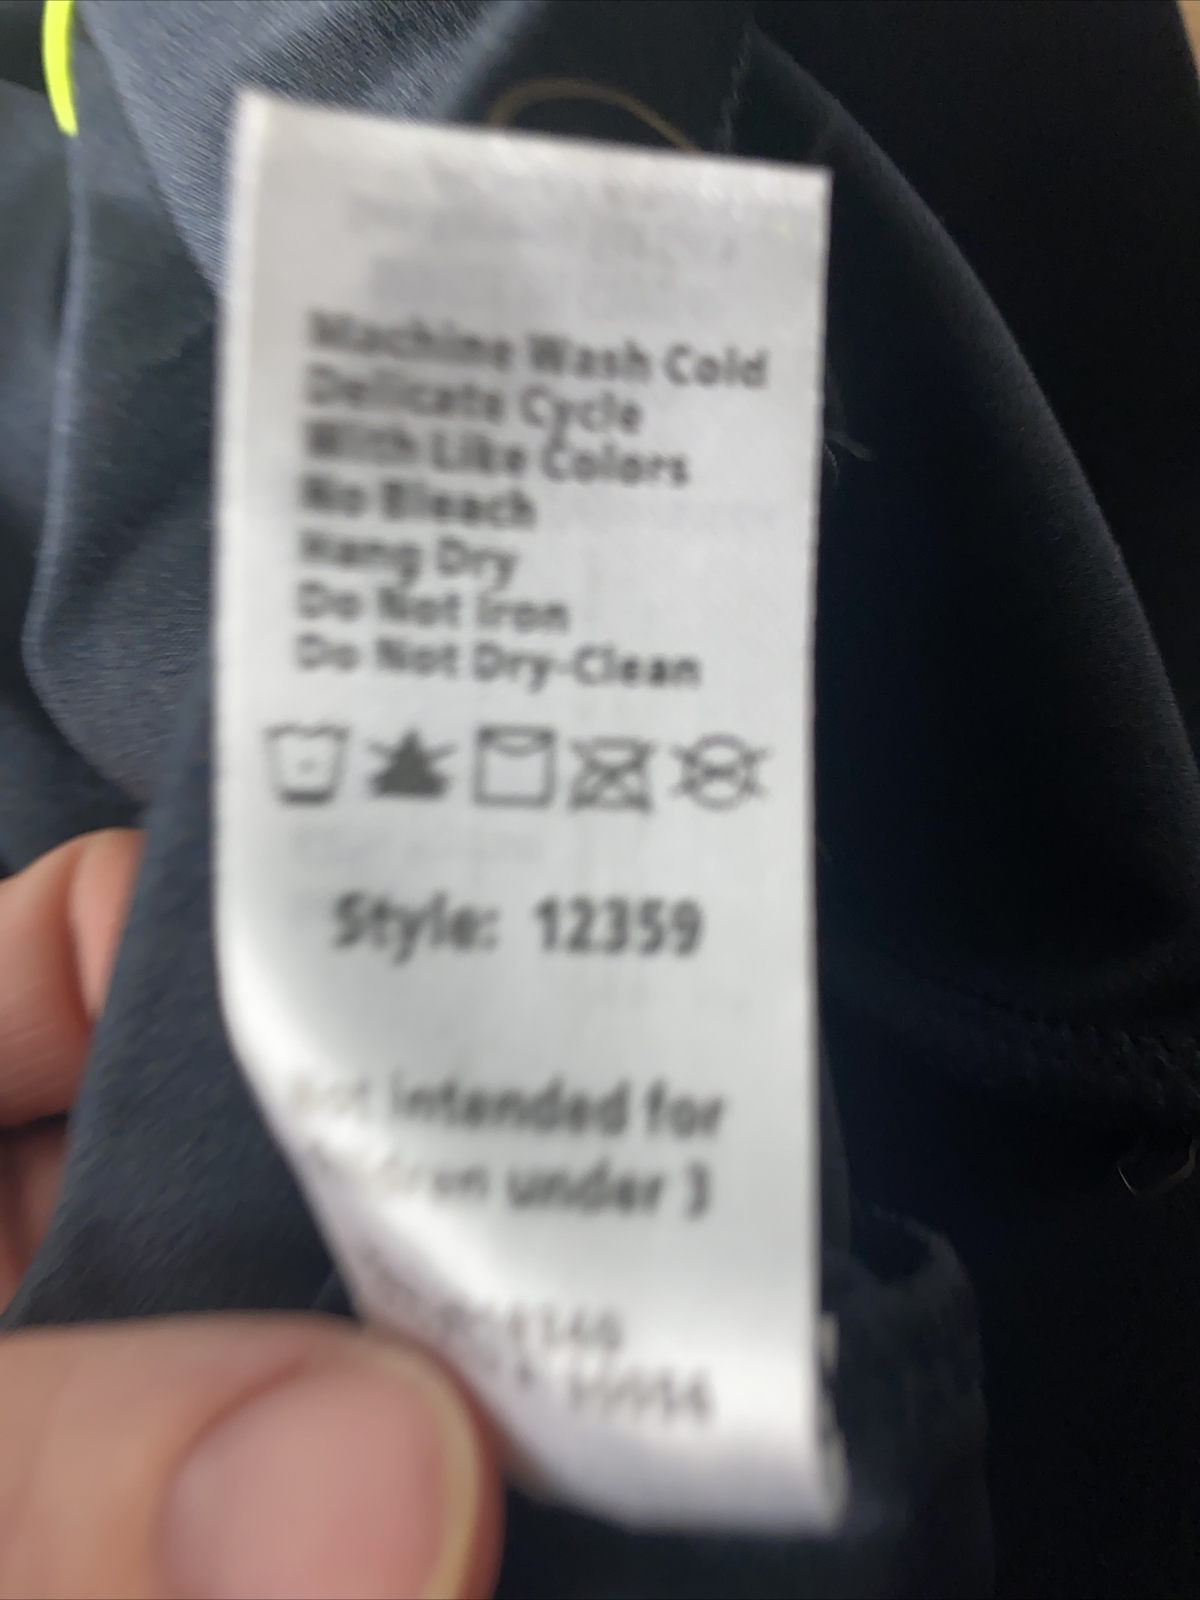 Machine Wash Cold
Delicate Cycle
With Like Colors
No Bleach
Hang Dry
Do Not Iron
Do Not Dry-Clean
Style: 12359
intended for
under 3